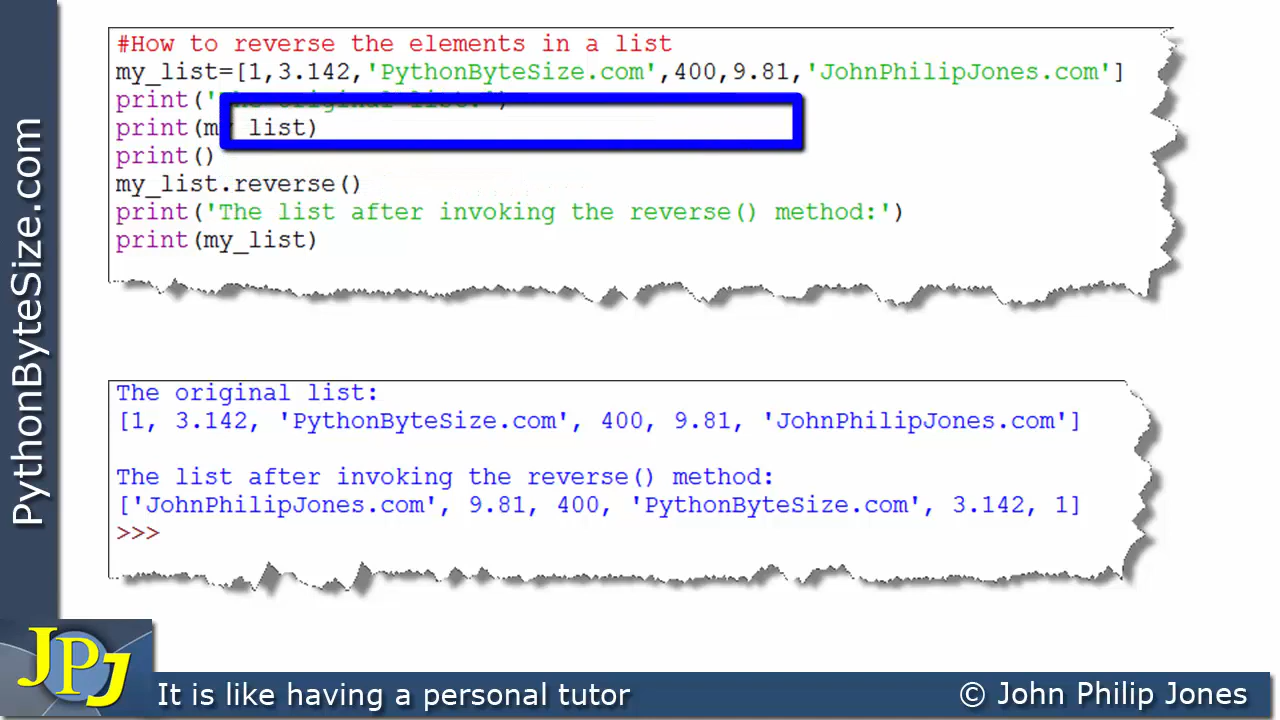 #How to reverse the elements in a list
my_list=[1,3.142,'PythonByteSize.com',400,9.81,'JohnPhilipJones.com']
print('The original list:')
print(my_list)
print()
my_list.reverse()
print('The list after invoking the reverse() method:')
print(my_list)
The original list:
[1, 3.142, 'PythonByteSize.com', 400, 9.81, 'JohnPhilipJones.com']
The list after invoking the reverse() method:
['JohnPhilipJones.com', 9.81, 400, 'PythonByteSize.com', 3.142, 1]
>>>
PythonByteSize.com
JPJ
It is like having a personal tutor
© John Philip Jones